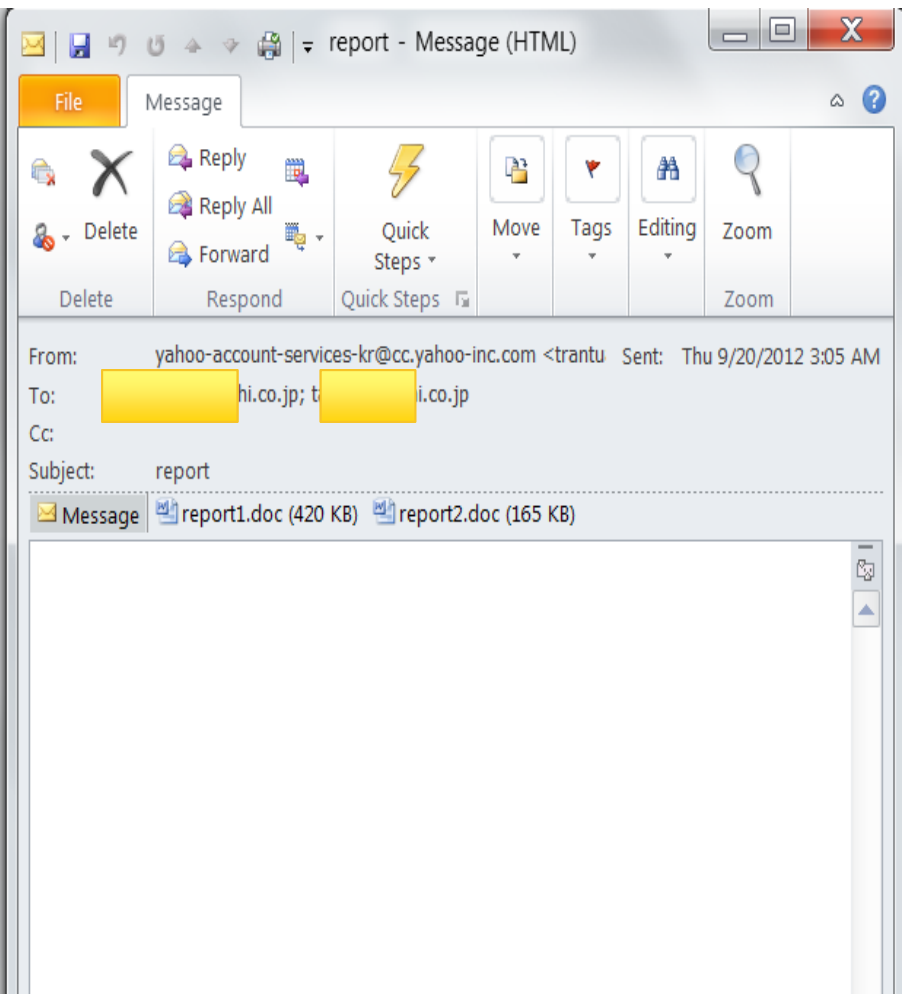 report - Message (HTML)
File Message
Reply
Reply All
Forward
Delete
Quick Steps
Move
Tags
Editing
Zoom
Delete Respond Quick Steps Zoom
From: yahoo-account-services-kr@cc.yahoo-inc.com <trantu Sent: Thu 9/20/2012 3:05 AM
To: hi.co.jp; ta i.co.jp
Cc:
Subject: report
Message report1.doc (420 KB) report2.doc (165 KB)